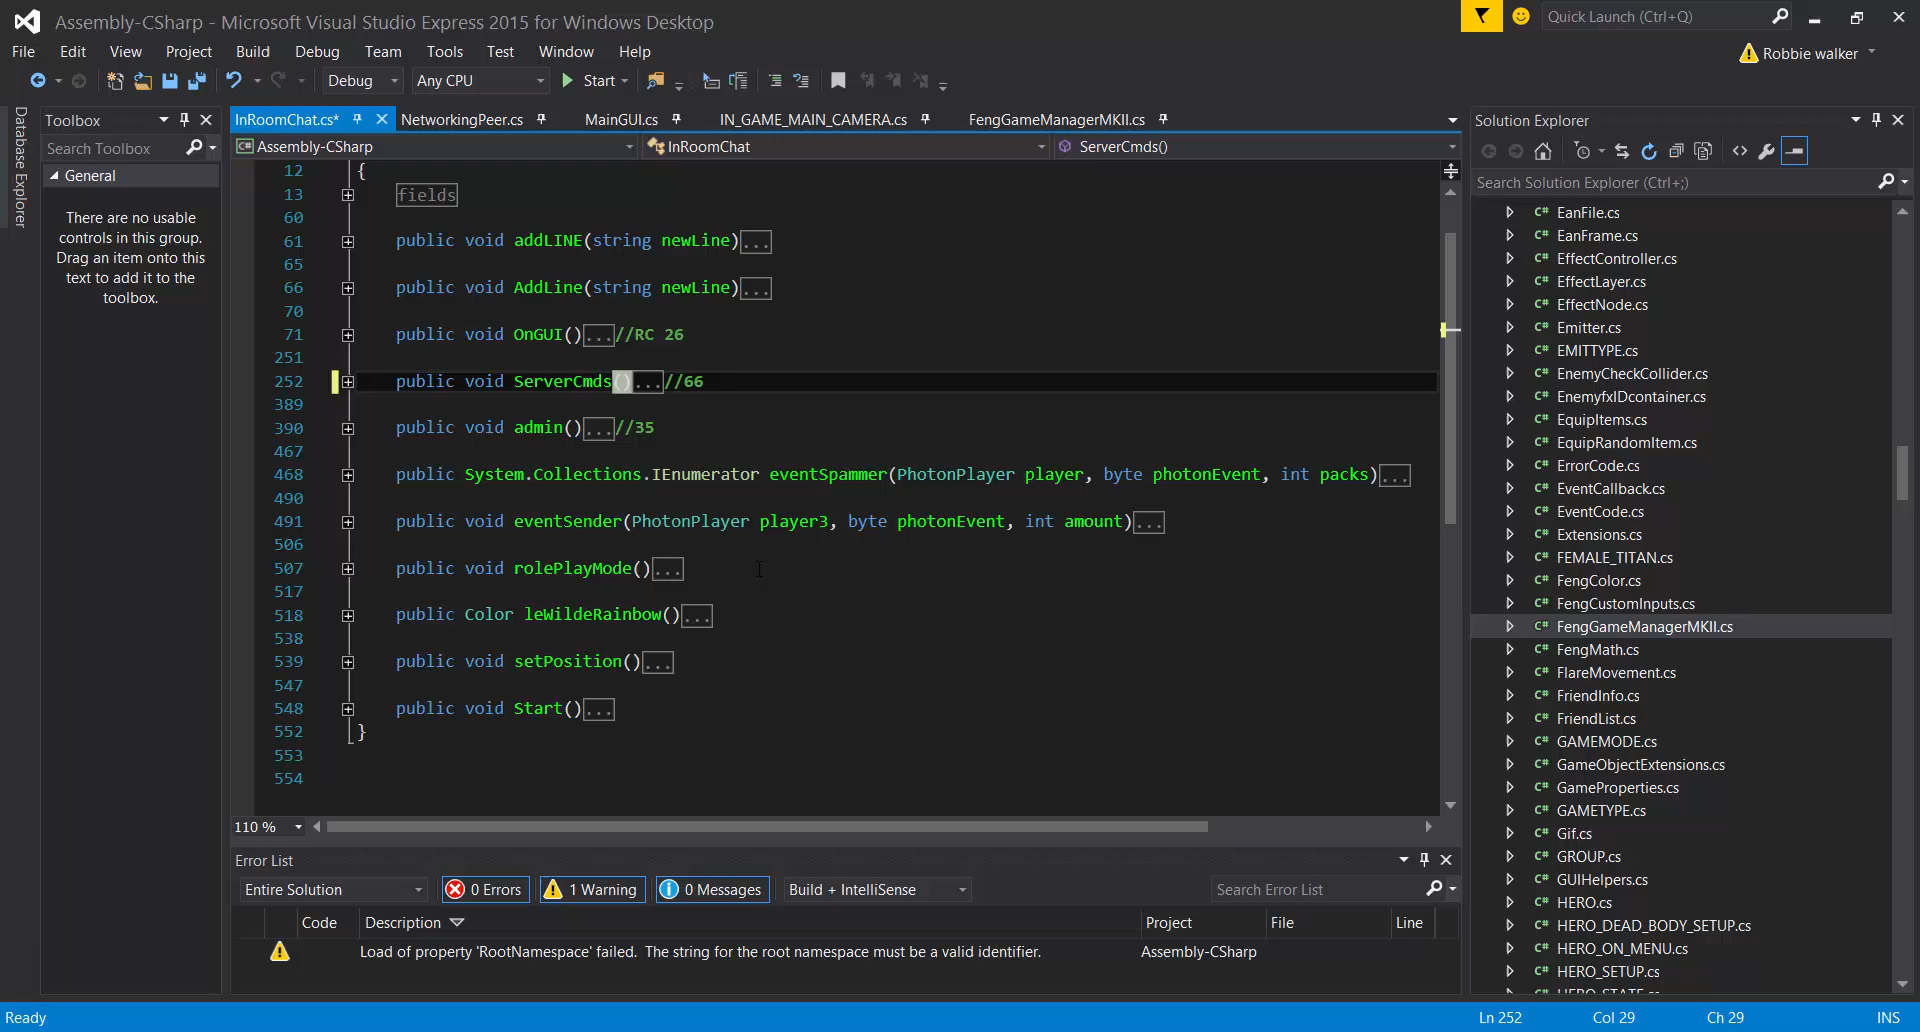 Assembly-CSharp - Microsoft Visual Studio Express 2015 for Windows Desktop
Quick Launch (Ctrl+Q)
File Edit View Project Build Debug Team Tools Test Window Help
Robbie walker
Debug Any CPU Start
Database Explorer
Toolbox
Search Toolbox
General
There are no usable
controls in this group.
Drag an item onto this
text to add it to the
toolbox.
InRoomChat.cs* NetworkingPeer.cs MainGUI.cs IN_GAME_MAIN_CAMERA.cs FengGameManagerMKII.cs
Assembly-CSharp InRoomChat ServerCmds()
12 {
13 fields
60
61 public void addLINE(string newLine)...
65
66 public void AddLine(string newLine)...
70
71 public void OnGUI()...//RC 26
251
252 public void ServerCmds()...//66
389
390 public void admin()...//35
467
468 public System.Collections.IEnumerator eventSpammer(PhotonPlayer player, byte photonEvent, int packs)...
490
491 public void eventSender(PhotonPlayer player3, byte photonEvent, int amount)...
506
507 public void rolePlayMode()...
517
518 public Color leWildeRainbow()...
538
539 public void setPosition()...
547
548 public void Start()...
552 }
553
554
110 %
Solution Explorer
Search Solution Explorer (Ctrl+;)
C# EanFile.cs
C# EanFrame.cs
C# EffectController.cs
C# EffectLayer.cs
C# EffectNode.cs
C# Emitter.cs
C# EMITTYPE.cs
C# EnemyCheckCollider.cs
C# EnemyfxIDcontainer.cs
C# EquipItems.cs
C# EquipRandomItem.cs
C# ErrorCode.cs
C# EventCallback.cs
C# EventCode.cs
C# Extensions.cs
C# FEMALE_TITAN.cs
C# FengColor.cs
C# FengCustomInputs.cs
C# FengGameManagerMKII.cs
C# FengMath.cs
C# FlareMovement.cs
C# FriendInfo.cs
C# FriendList.cs
C# GAMEMODE.cs
C# GameObjectExtensions.cs
C# GameProperties.cs
C# GAMETYPE.cs
C# Gif.cs
C# GROUP.cs
C# GUIHelpers.cs
C# HERO.cs
C# HERO_DEAD_BODY_SETUP.cs
C# HERO_ON_MENU.cs
C# HERO_SETUP.cs
C# HERO_STATE.cs
Error List
Entire Solution 0 Errors 1 Warning 0 Messages Build + IntelliSense Search Error List
Code Description Project File Line
Load of property 'RootNamespace' failed. The string for the root namespace must be a valid identifier. Assembly-CSharp
Ready Ln 252 Col 29 Ch 29 INS